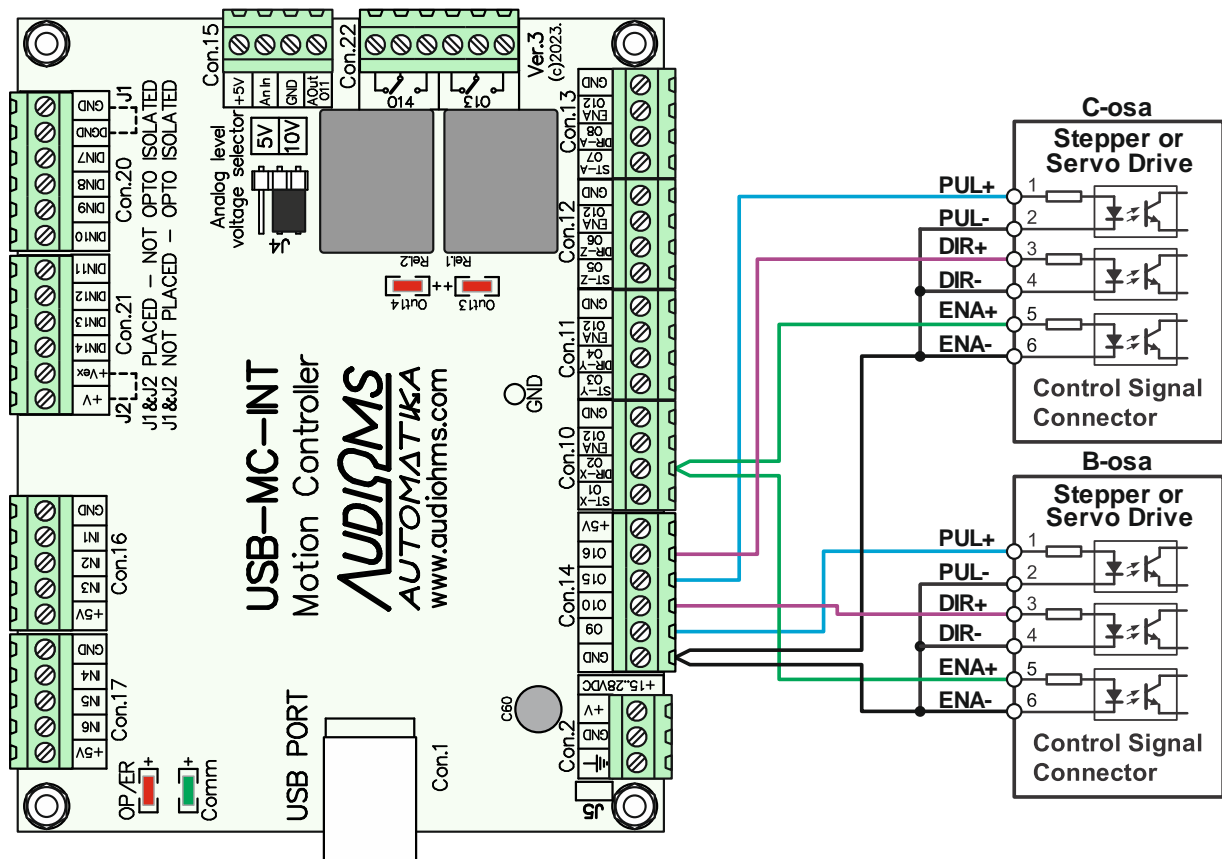 Con.15
+5V
An In
GND
AOut
AO11
Con.22
O14
O13
Ver.3
(c)2023.
Analog level
voltage selector
5V
10V
J4
Rel.2
Rel.1
Out14
++
Out13
J1
GND
DGND
DIN7
DIN8
DIN9
DIN10
Con.20
DIN11
DIN12
DIN13
DIN14
+Vex
+V
Con.21
J2
J1&J2 PLACED – NOT OPTO ISOLATED
J1&J2 NOT PLACED – OPTO ISOLATED
GND
IN1
IN2
IN3
+5V
Con.16
GND
IN4
IN5
IN6
+5V
Con.17
OP/ER
+
Comm
+
USB–MC–INT
Motion Controller
AUDIOMS
AUTOMATIKA
www.audiohms.com
GND
USB PORT
Con.1
C60
J5
Con.13
GND
ENA
O12
DIR-A
O8
ST-A
O7
Con.12
GND
ENA
O12
DIR-Z
O6
ST-Z
O5
Con.11
GND
ENA
O12
DIR-Y
O4
ST-Y
O3
Con.10
GND
ENA
O12
DIR-X
O2
ST-X
O1
Con.14
+5V
O16
O15
O10
O9
GND
+15..28VDC
Con.2
+V
GND
C-osa
Stepper or
Servo Drive
PUL+ 1
PUL- 2
DIR+ 3
DIR- 4
ENA+ 5
ENA- 6
Control Signal
Connector
B-osa
Stepper or
Servo Drive
PUL+ 1
PUL- 2
DIR+ 3
DIR- 4
ENA+ 5
ENA- 6
Control Signal
Connector